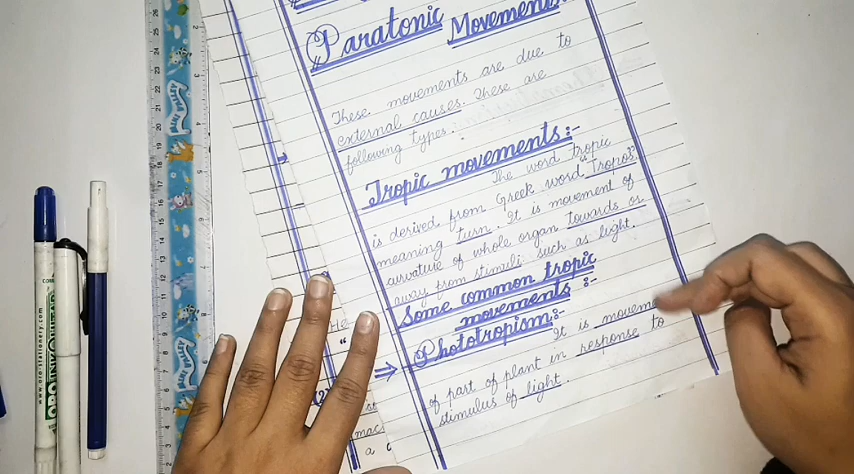 Paratonic Movement
These movements are due to
external causes. These are
following types:
Tropic movements:-
The word tropic
is derived from Greek word "Tropos"
meaning turn. It is movement of
curvature of whole organ towards or
away from stimuli such as light.
Some common tropic
movements :-
Phototropism:-
It is moveme
of part of plant in response to
stimulus of light.